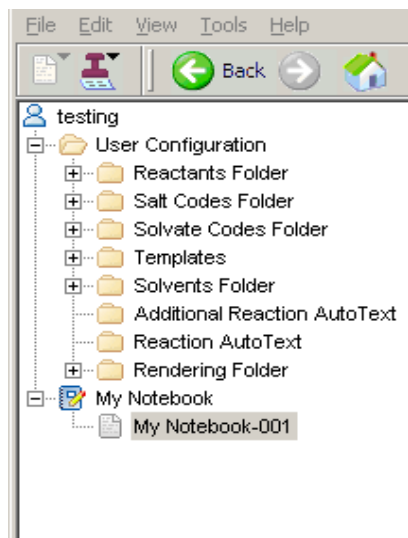 File Edit View Tools Help
Back
testing
User Configuration
Reactants Folder
Salt Codes Folder
Solvate Codes Folder
Templates
Solvents Folder
Additional Reaction AutoText
Reaction AutoText
Rendering Folder
My Notebook
My Notebook-001